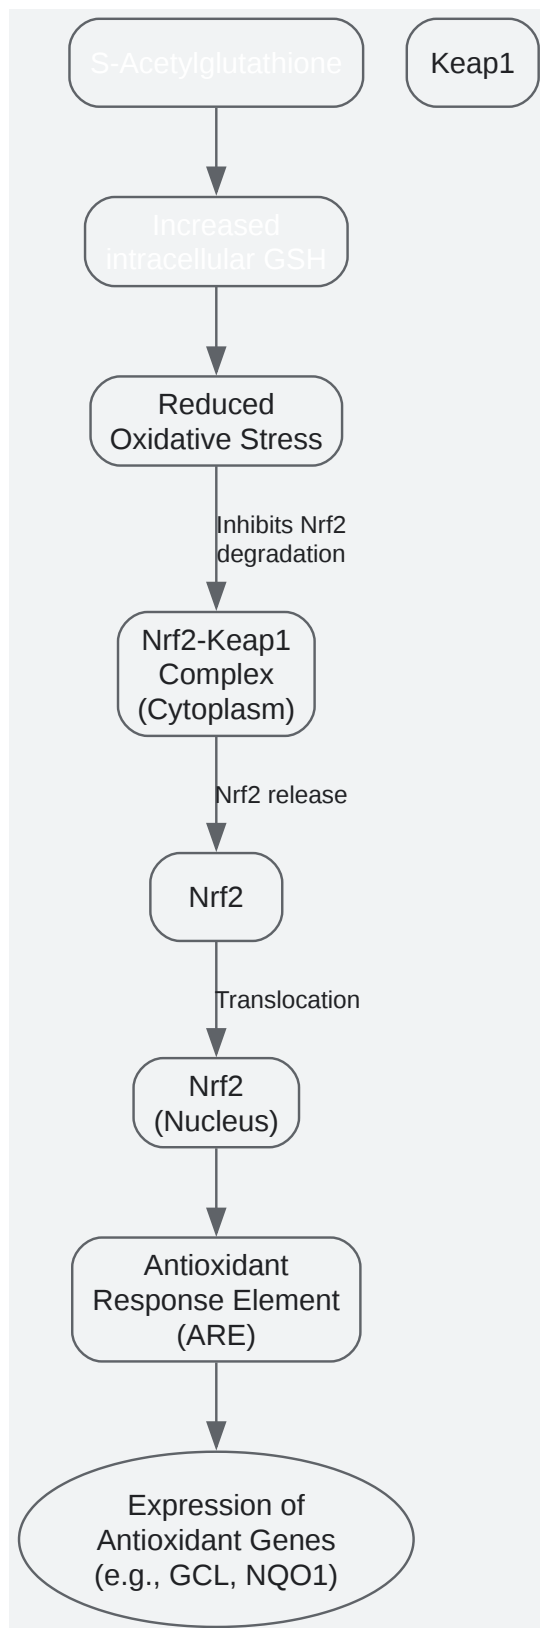 S-Acetylglutathione
Keap1
Increased
intracellular GSH
Reduced
Oxidative Stress
Inhibits Nrf2
degradation
Nrf2-Keap1
Complex
(Cytoplasm)
Nrf2 release
Nrf2
Translocation
Nrf2
(Nucleus)
Antioxidant
Response Element
(ARE)
Expression of
Antioxidant Genes
(e.g., GCL, NQO1)